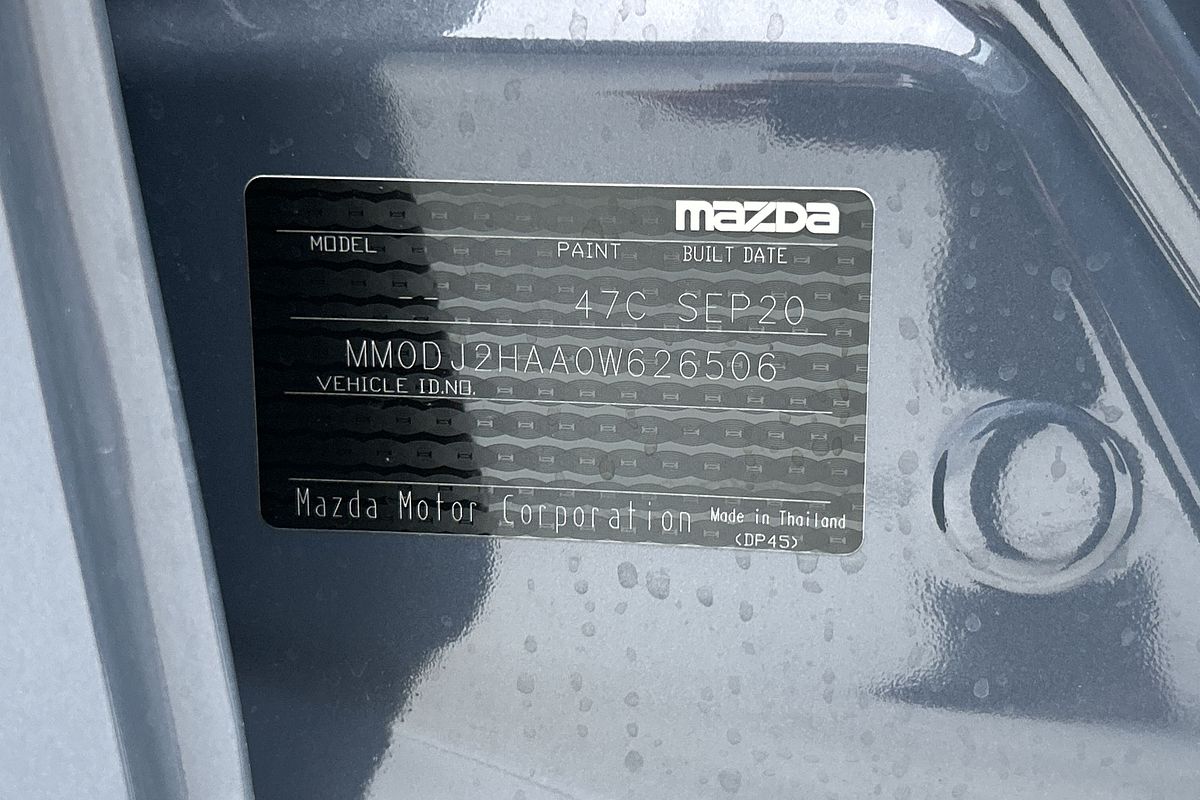 mazda
MODEL PAINT BUILT DATE
-- 47C SEP20
MM0DJ2HAA0W626506
VEHICLE ID.NO.
Mazda Motor Corporation Made in Thailand
(DP45)